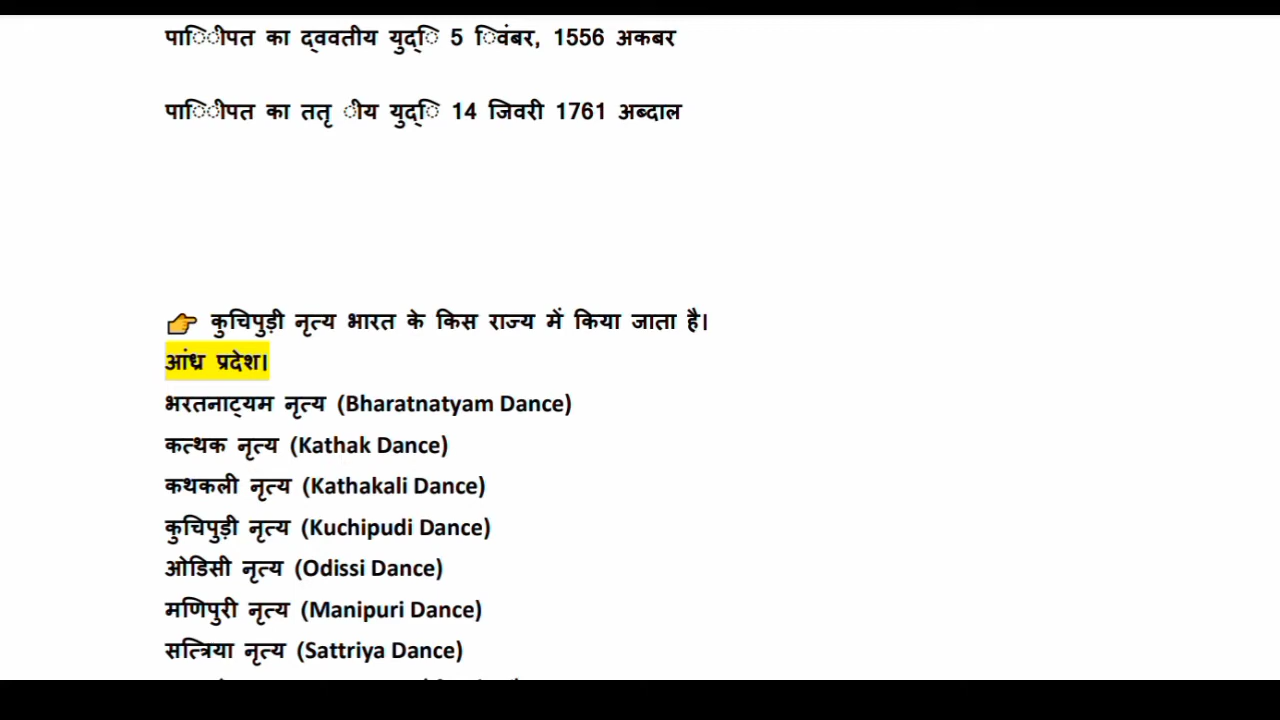 पािीपत का द्ववतीय युद्ि 5 िवंबर, 1556 अकबर
पािीपत का ततृ ीय युद्ि 14 जिवरी 1761 अब्दाल
👉 कुचिपुड़ी नृत्य भारत के किस राज्य में किया जाता है।
आंध्र प्रदेश।
भरतनाट्यम नृत्य (Bharatnatyam Dance)
कत्थक नृत्य (Kathak Dance)
कथकली नृत्य (Kathakali Dance)
कुचिपुड़ी नृत्य (Kuchipudi Dance)
ओडिसी नृत्य (Odissi Dance)
मणिपुरी नृत्य (Manipuri Dance)
सत्त्रिया नृत्य (Sattriya Dance)